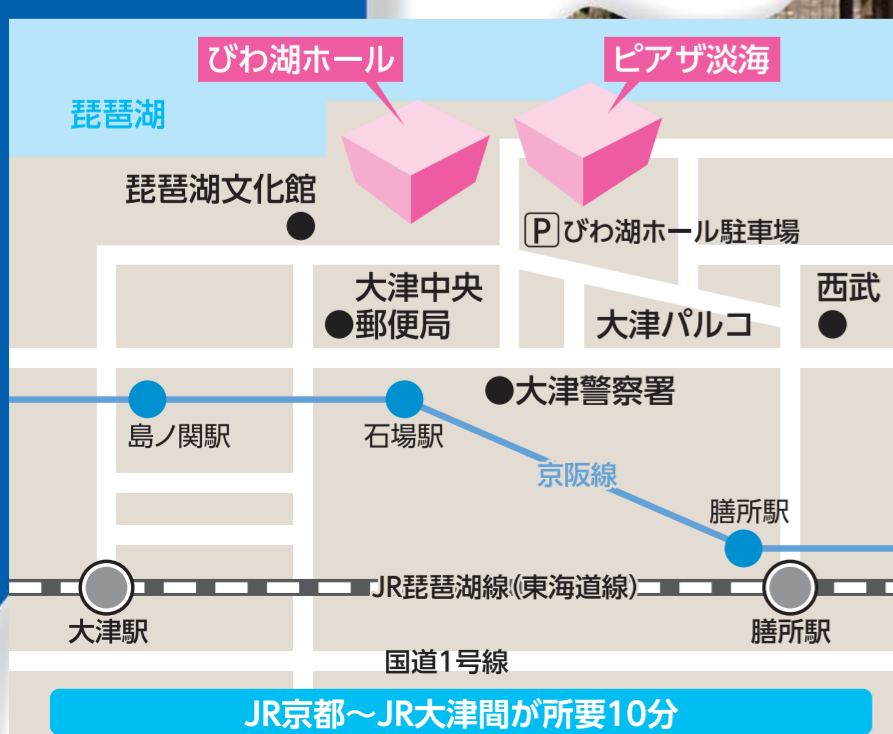 びわ湖ホール
ピアザ淡海
琵琶湖
琵琶湖文化館
Pびわ湖ホール駐車場
大津中央
郵便局
大津パルコ
西武
大津警察署
島ノ関駅
石場駅
京阪線
膳所駅
JR琵琶湖線(東海道線)
大津駅
膳所駅
国道1号線
JR京都〜JR大津間が所要10分